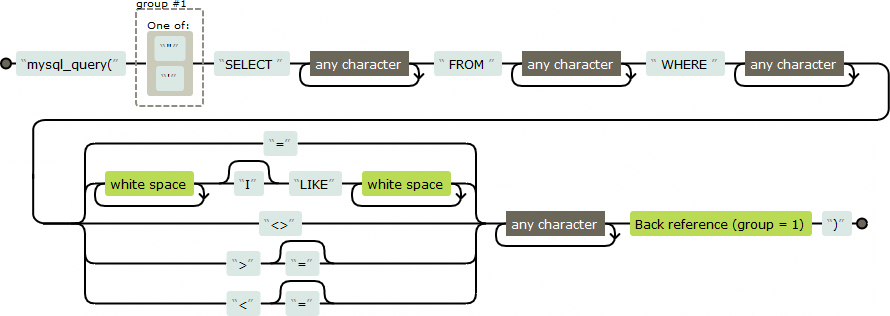 group #1
One of:
“mysql_query(”
“"”
“'”
“SELECT ”
any character
“ FROM ”
any character
“ WHERE ”
any character
“=”
white space
“I”
“LIKE”
white space
“<>”
any character
Back reference (group = 1)
“)”
“>”
“=”
“<”
“=”